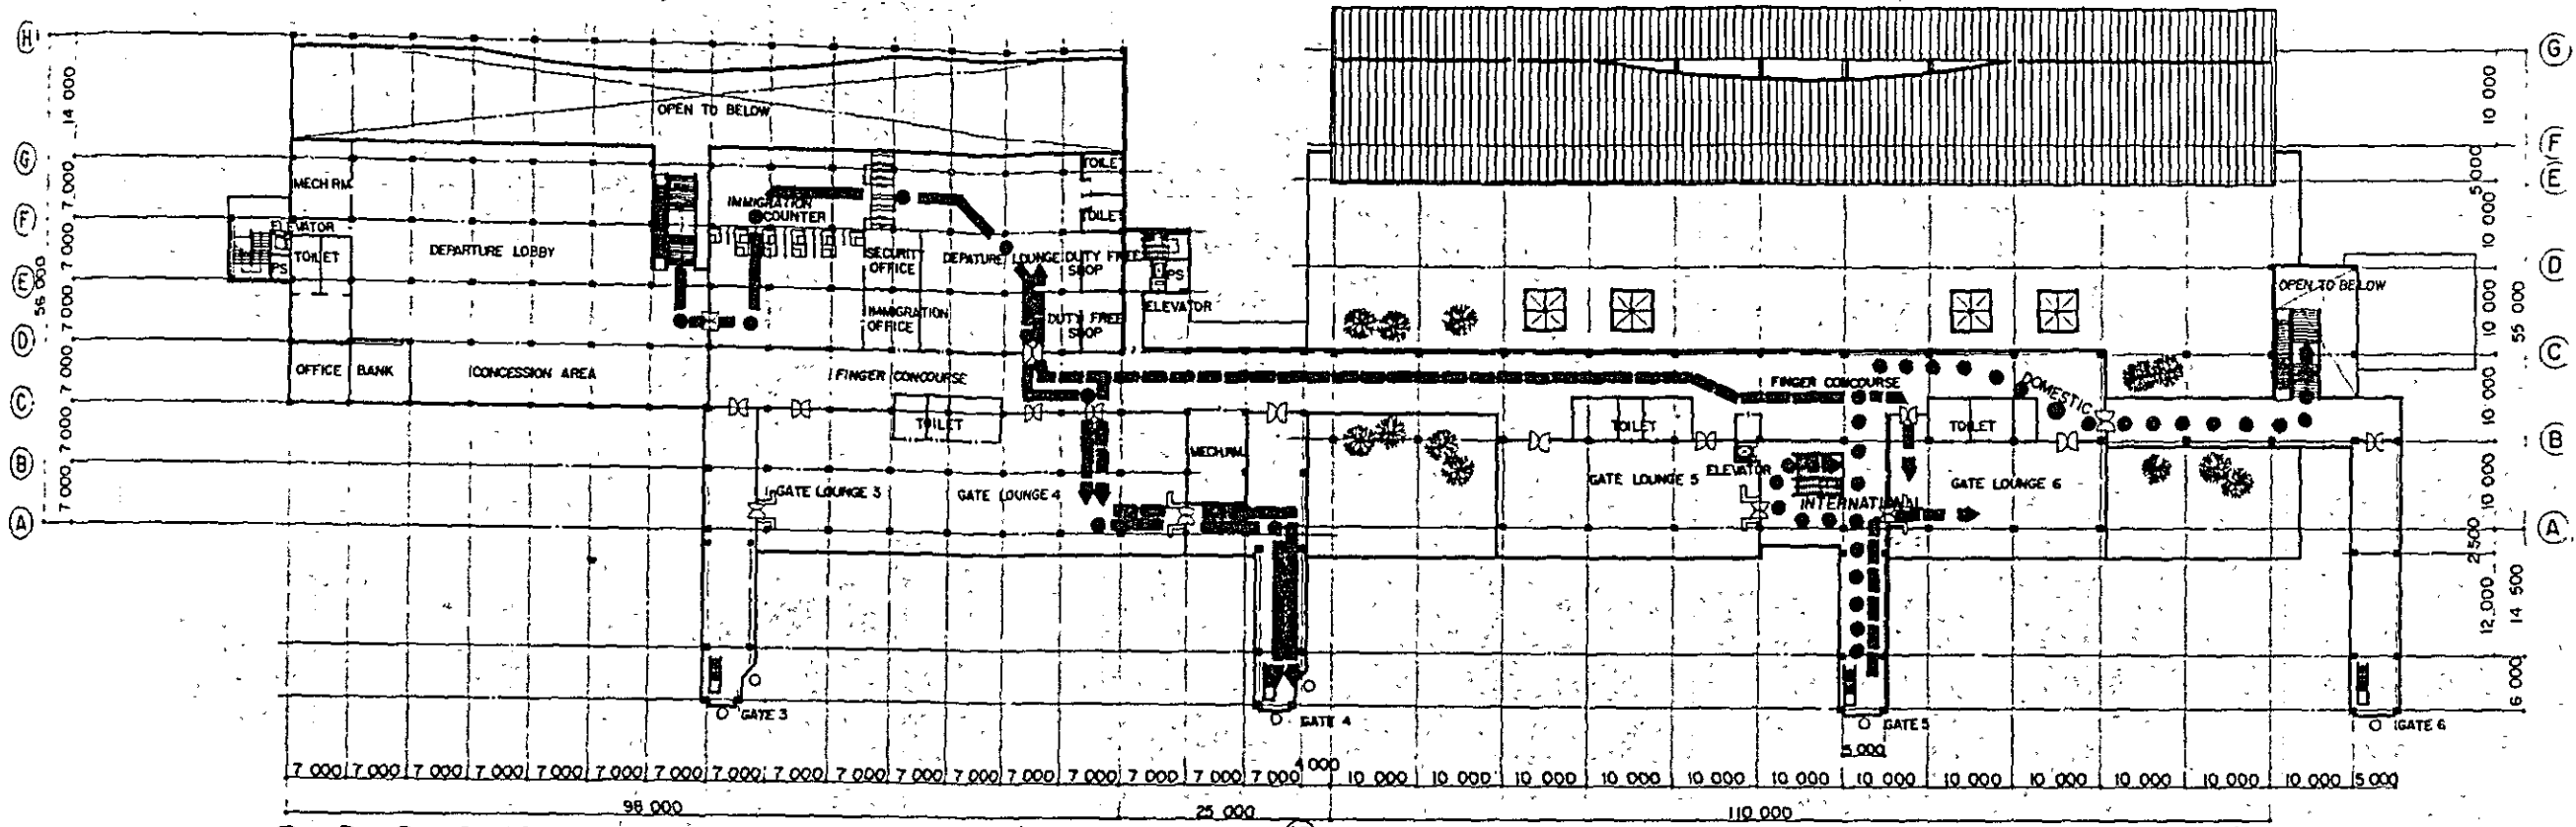 H
G
F
E
D
C
B
A
14 000
7 000
7 000
7 000
7 000
7 000
7 000
56 000
OPEN TO BELOW
MECH RM
VATOR
TOILET
PS
DEPARTURE LOBBY
OFFICE
BANK
CONCESSION AREA
IMMIGRATION
COUNTER
SECURITY
OFFICE
IMMIGRATION
OFFICE
DEPATURE LOUNGE
TOILET
TOILET
DUTY FREE
SHOP
DUTY FREE
SHOP
PS
ELEVATOR
FINGER CONCOURSE
TOILET
MECH.RM.
GATE LOUNGE 3
GATE LOUNGE 4
GATE 3
GATE 4
FINGER CONCOURSE
DOMESTIC
TOILET
TOILET
GATE LOUNGE 5
ELEVATOR
INTERNATIONAL
GATE LOUNGE 6
OPEN TO BELOW
GATE 5
GATE 6
G
F
E
D
C
B
A
10 000
5 000
10 000
10 000
10 000
10 000
55 000
2 500
12 000
14 500
6 000
5 000
7 000 7 000 7 000 7 000 7 000 7 000 7 000 7 000 7 000 7 000 7 000 7 000 7 000 7 000 7 000 7 000 7 000 4 000 10 000 10 000 10 000 10 000 10 000 10 000 10 000 10 000 10 000 10 000 10 000 10 000 5 000
98 000
25 000
110 000